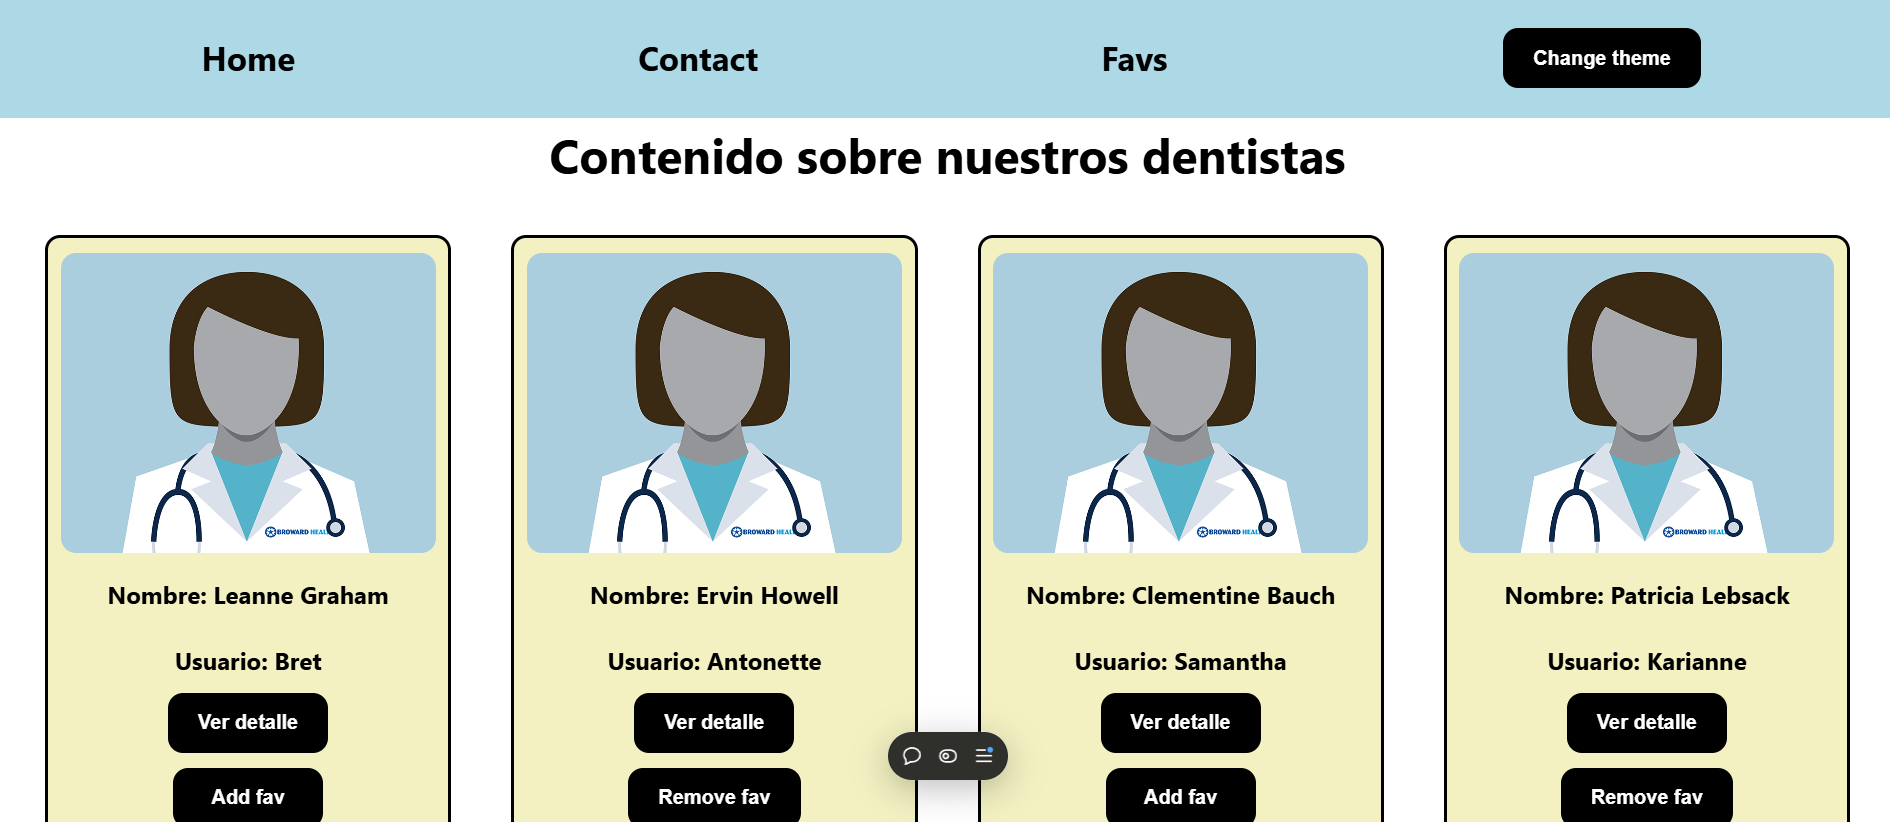 Home Contact Favs Change theme
Contenido sobre nuestros dentistas
BROWARD HEAL BROWARD HEAL BROWARD HEAL BROWARD HEAL
Nombre: Leanne Graham Nombre: Ervin Howell Nombre: Clementine Bauch Nombre: Patricia Lebsack
Usuario: Bret Usuario: Antonette Usuario: Samantha Usuario: Karianne
Ver detalle Ver detalle Ver detalle Ver detalle
Add fav Remove fav Add fav Remove fav